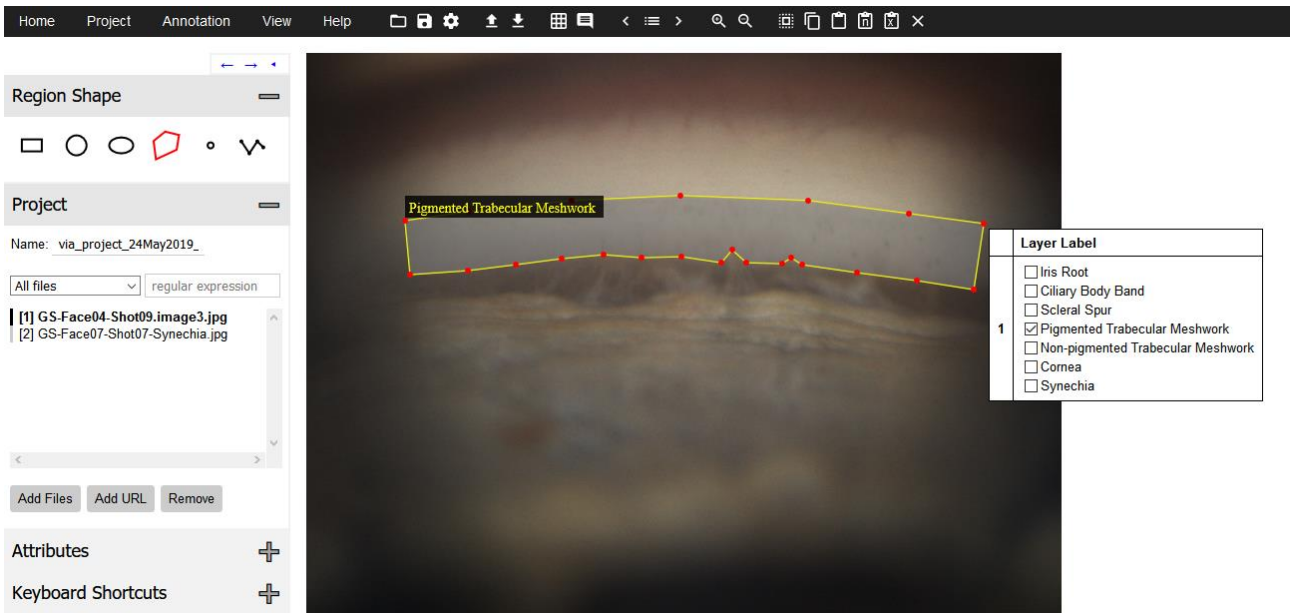 Home Project Annotation View Help
Region Shape
Project
Name: via_project_24May2019_
All files regular expression
[1] GS-Face04-Shot09.image3.jpg
[2] GS-Face07-Shot07-Synechia.jpg
Add Files Add URL Remove
Attributes
Keyboard Shortcuts
Pigmented Trabecular Meshwork
Layer Label
1
Iris Root
Ciliary Body Band
Scleral Spur
Pigmented Trabecular Meshwork
Non-pigmented Trabecular Meshwork
Cornea
Synechia